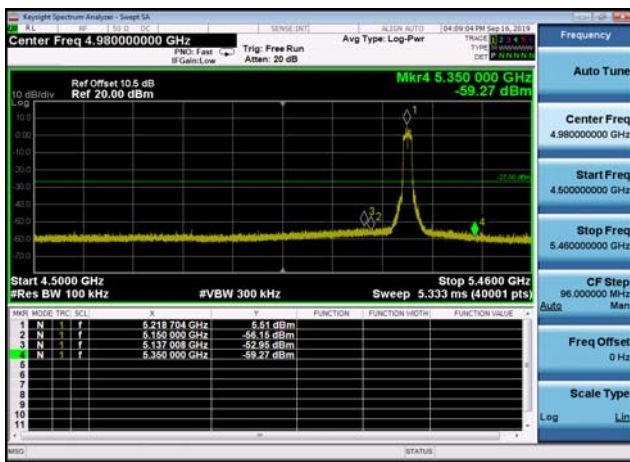 Keysight Spectrum Analyzer - Swept SA
RL RF 50 Ω DC SENSE:INT ALIGN AUTO 04:09:04 PM Sep 16, 2019
Center Freq 4.980000000 GHz
PNO: Fast
IFGain:Low
Trig: Free Run
Atten: 20 dB
Avg Type: Log-Pwr
TRACE 1 2 3 4 5 6
TYPE
DET P N N N N N
Ref Offset 10.5 dB
Ref 20.00 dBm
10 dB/div
Log
Mkr4 5.350 000 GHz
-59.27 dBm
10.0
0.00
-10.0
-20.0
-30.0
-40.0
-50.0
-60.0
-70.0
1
-27.00 dBm
3
2
4
Start 4.5000 GHz
Stop 5.4600 GHz
#Res BW 100 kHz
#VBW 300 kHz
Sweep 5.333 ms (40001 pts)
MKR MODE TRC SCL X Y FUNCTION FUNCTION WIDTH FUNCTION VALUE
1 N 1 f 5.218 704 GHz 5.51 dBm
2 N 1 f 5.150 000 GHz -56.15 dBm
3 N 1 f 5.137 008 GHz -52.95 dBm
4 N 1 f 5.350 000 GHz -59.27 dBm
5
6
7
8
9
10
11
MSG
STATUS
Frequency
Auto Tune
Center Freq
4.980000000 GHz
Start Freq
4.500000000 GHz
Stop Freq
5.460000000 GHz
CF Step
96.000000 MHz
Auto Man
Freq Offset
0 Hz
Scale Type
Log Lin